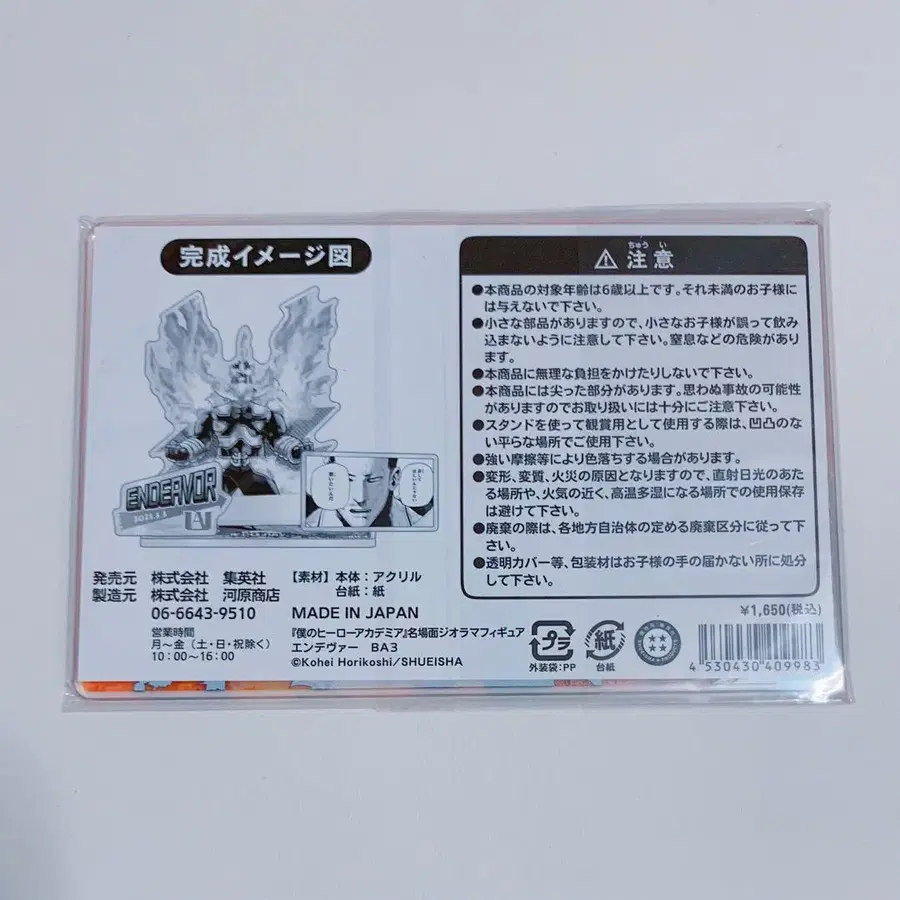 完成イメージ図
ENDEAVOR
発売元 株式会社 集英社
製造元 株式会社 河原商店
06-6643-9510
営業時間
月~金(土・日・祝除く)
10:00~16:00
【素材】本体:アクリル
台紙:紙
MADE IN JAPAN
『僕のヒーローアカデミア』名場面ジオラマフィギュア
エンデヴァー BA3
©Kohei Horikoshi/SHUEISHA
ちゅう い
注意
●本商品の対象年齢は6歳以上です。それ未満のお子様に
は与えないで下さい。
●小さな部品がありますので、小さなお子様が誤って飲み
込まないように注意して下さい。窒息などの危険があり
ます。
●本商品に無理な負担をかけたりしないで下さい。
●本商品には尖った部分があります。思わぬ事故の可能性
がありますのでお取り扱いには十分にご注意下さい。
●スタンドを使って観賞用として使用する際は、凹凸のな
い平らな場所でご使用下さい。
●強い摩擦等により色落ちする場合があります。
●変形、変質、火災の原因となりますので、直射日光のあた
る場所や、火気の近く、高温多湿になる場所での使用保存
は避けて下さい。
●廃棄の際は、各地方自治体の定める廃棄区分に従って下
さい。
●透明カバー等、包装材はお子様の手の届かない所に処分
して下さい。
¥1,650(税込)
プラ
外装袋:PP
紙
台紙
4 530430 409983